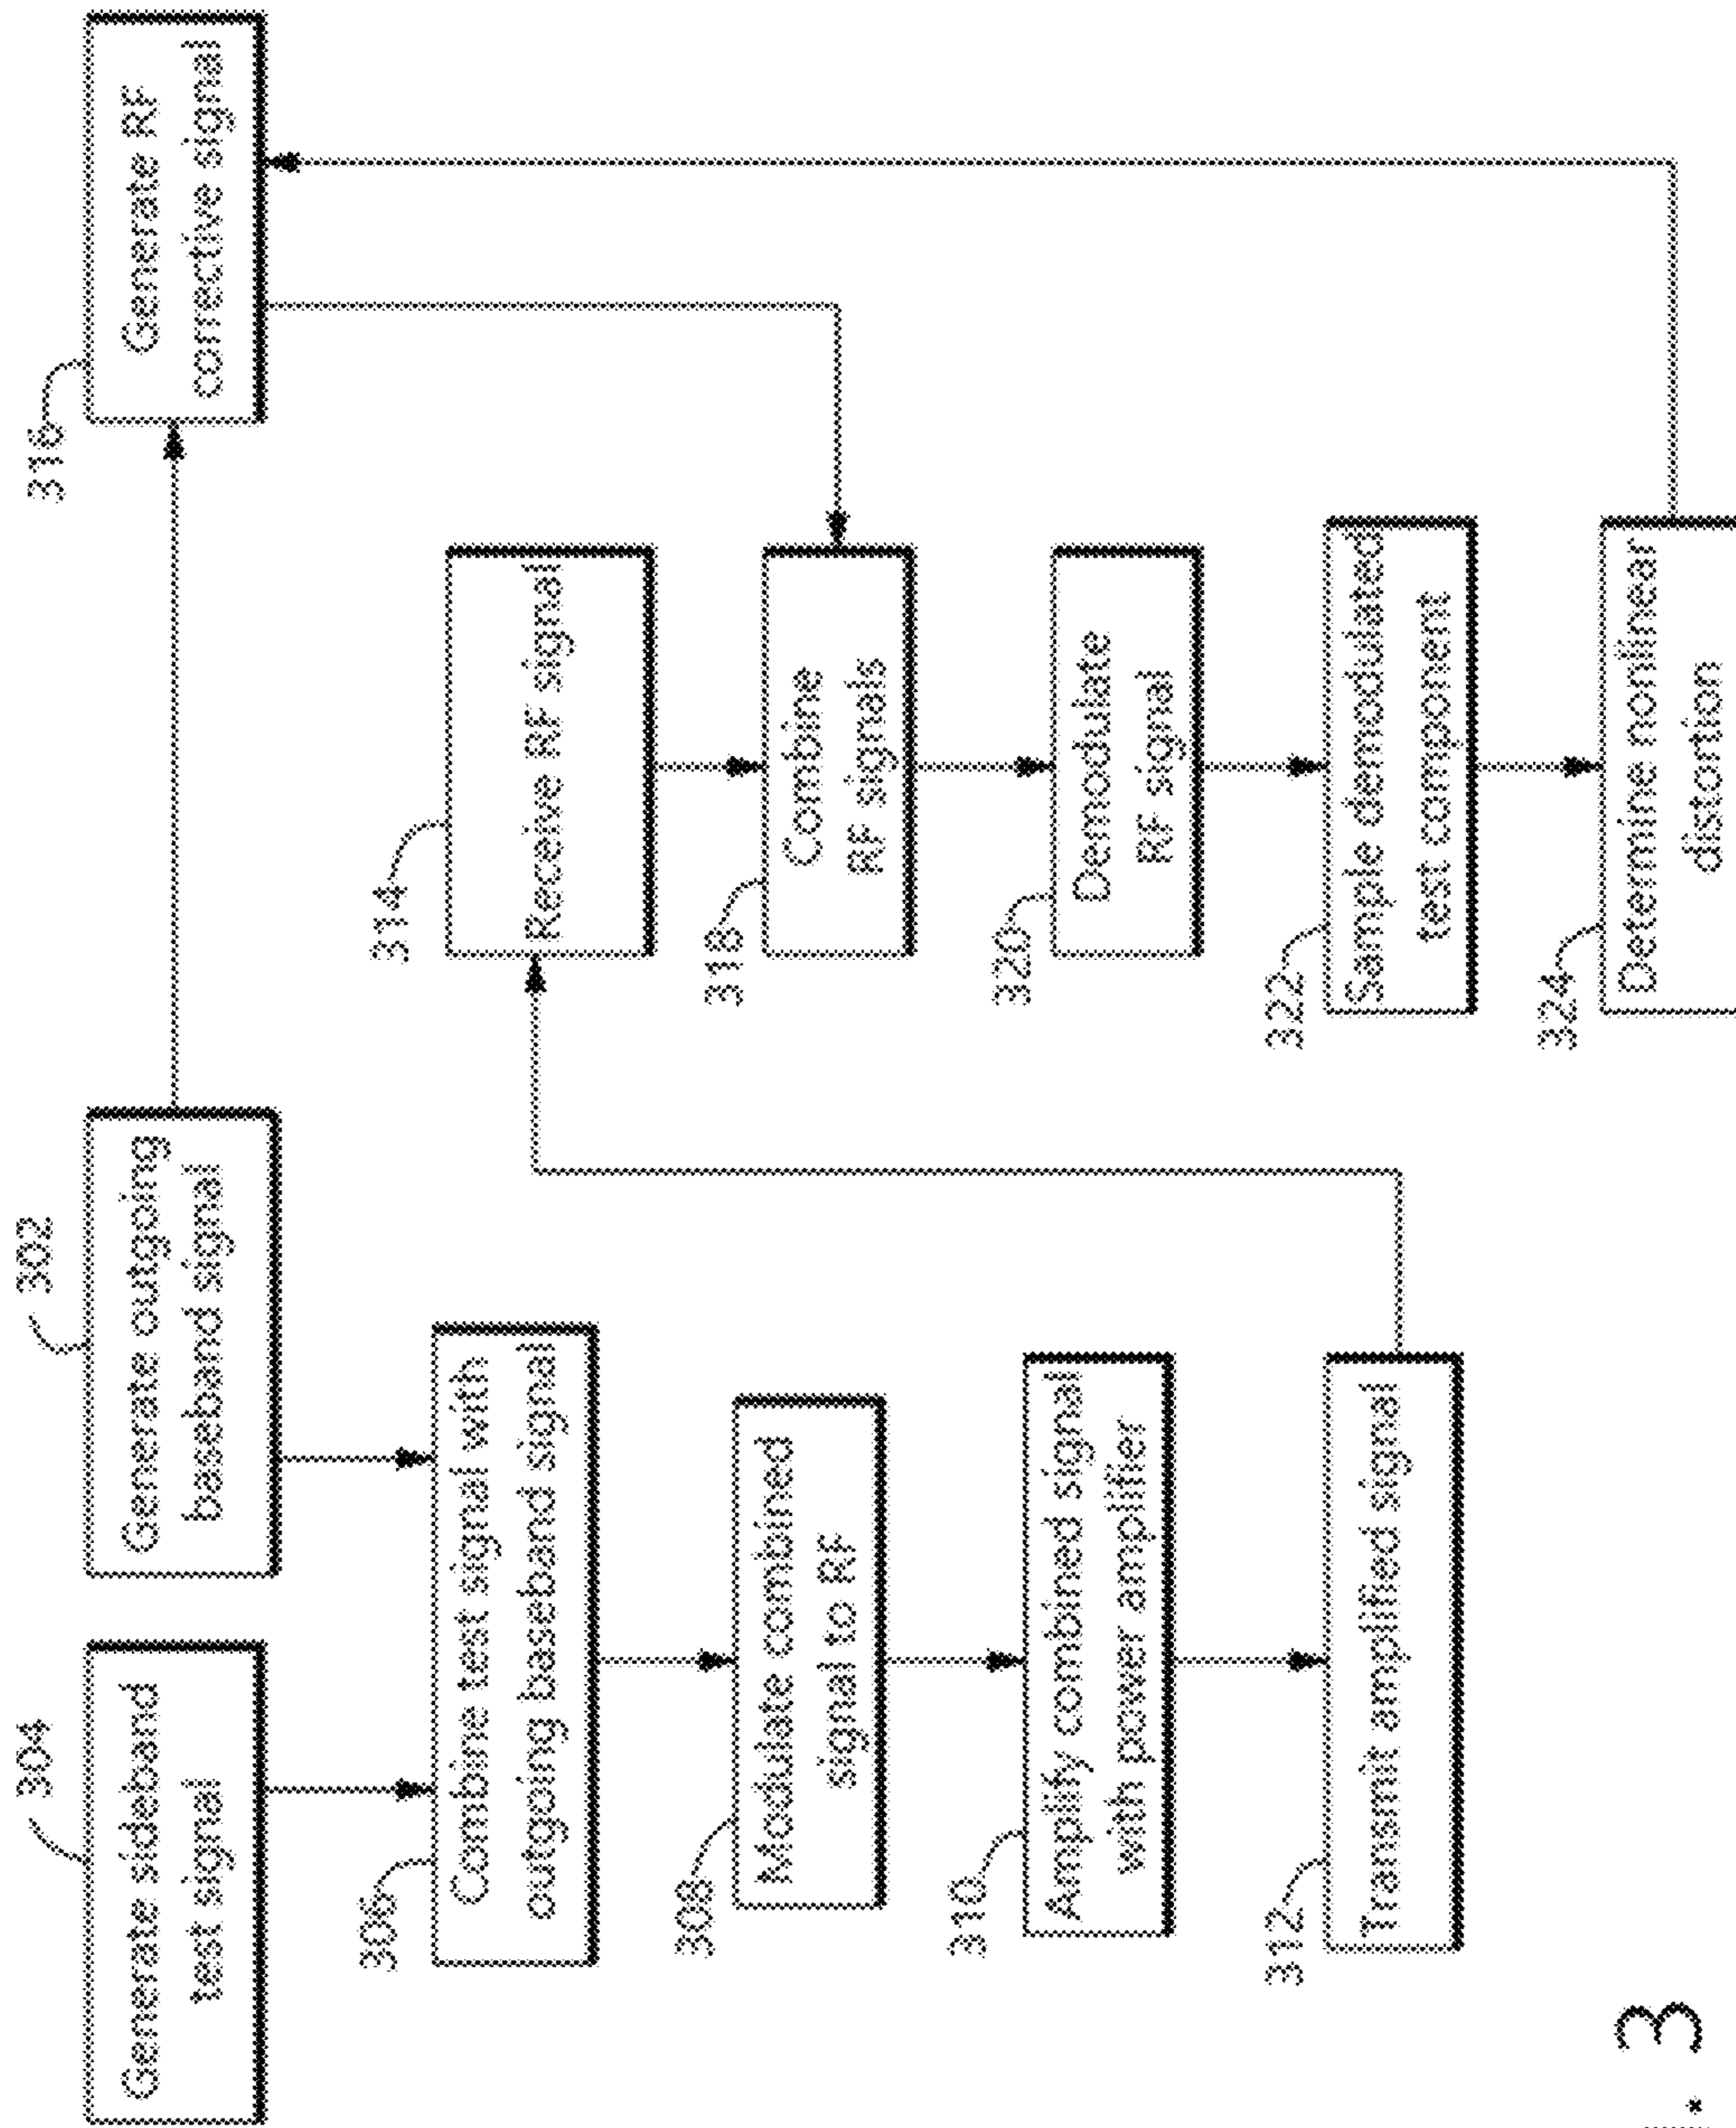 304
Generate sideband
test signal
302
Generate outgoing
baseband signal
316
Generate RF
corrective signal
306
Combine test signal with
outgoing baseband signal
308
Modulate combined
signal to RF
310
Amplify combined signal
with power amplifier
312
Transmit amplified signal
314
Receive RF signal
318
Combine
RF signals
320
Demodulate
RF signal
322
Sample demodulated
test component
324
Determine nonlinear
distortion
. 3